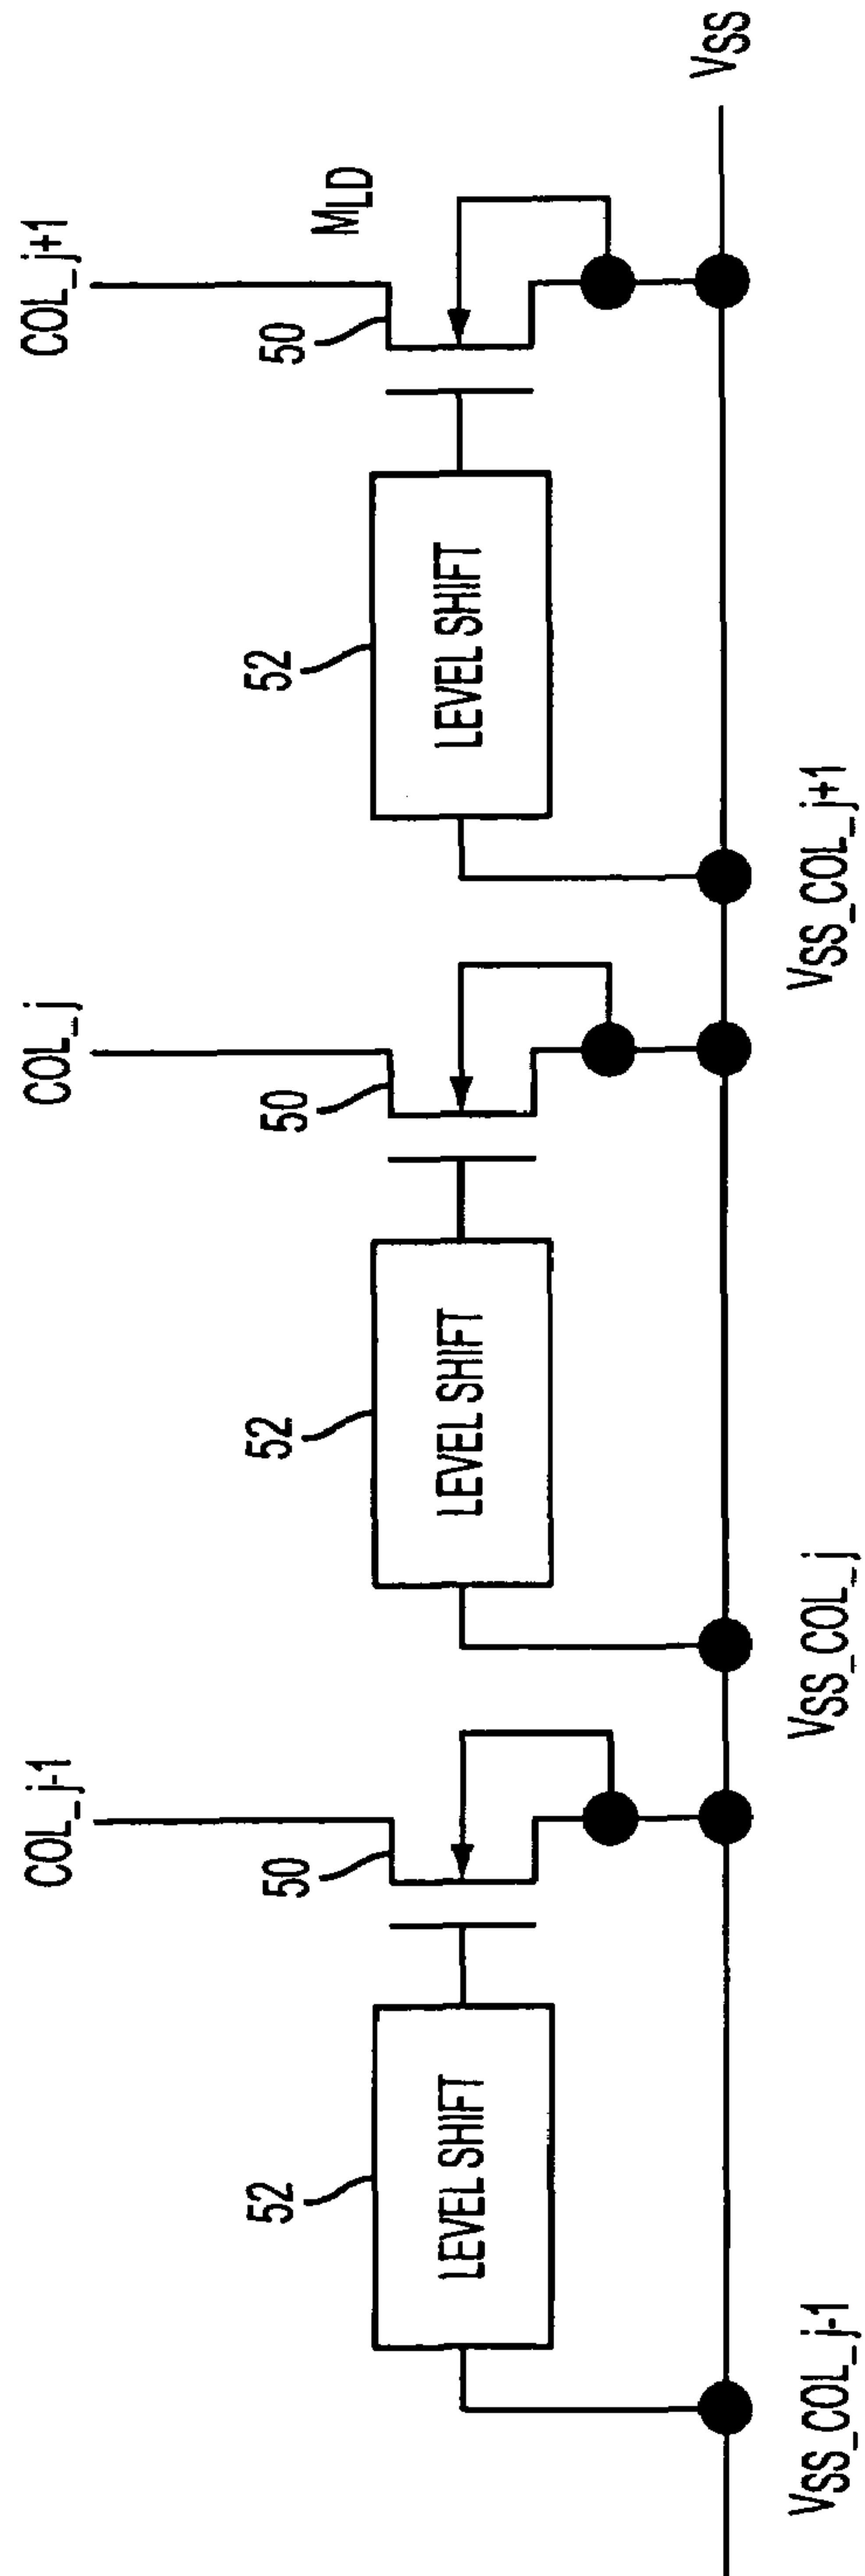 COL_j-1
COL_j
COL_j+1
50
50
50
MLD
52
52
52
LEVEL SHIFT
LEVEL SHIFT
LEVEL SHIFT
VSS
VSS_COL_j-1
VSS_COL_j
VSS_COL_j+1